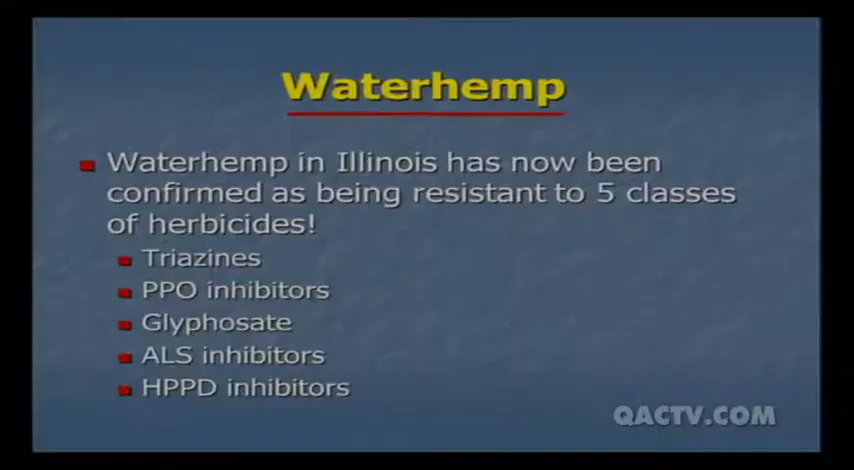 Waterhemp
Waterhemp in Illinois has now been
confirmed as being resistant to 5 classes
of herbicides!
Triazines
PPO inhibitors
Glyphosate
ALS inhibitors
HPPD inhibitors
QACTV.COM